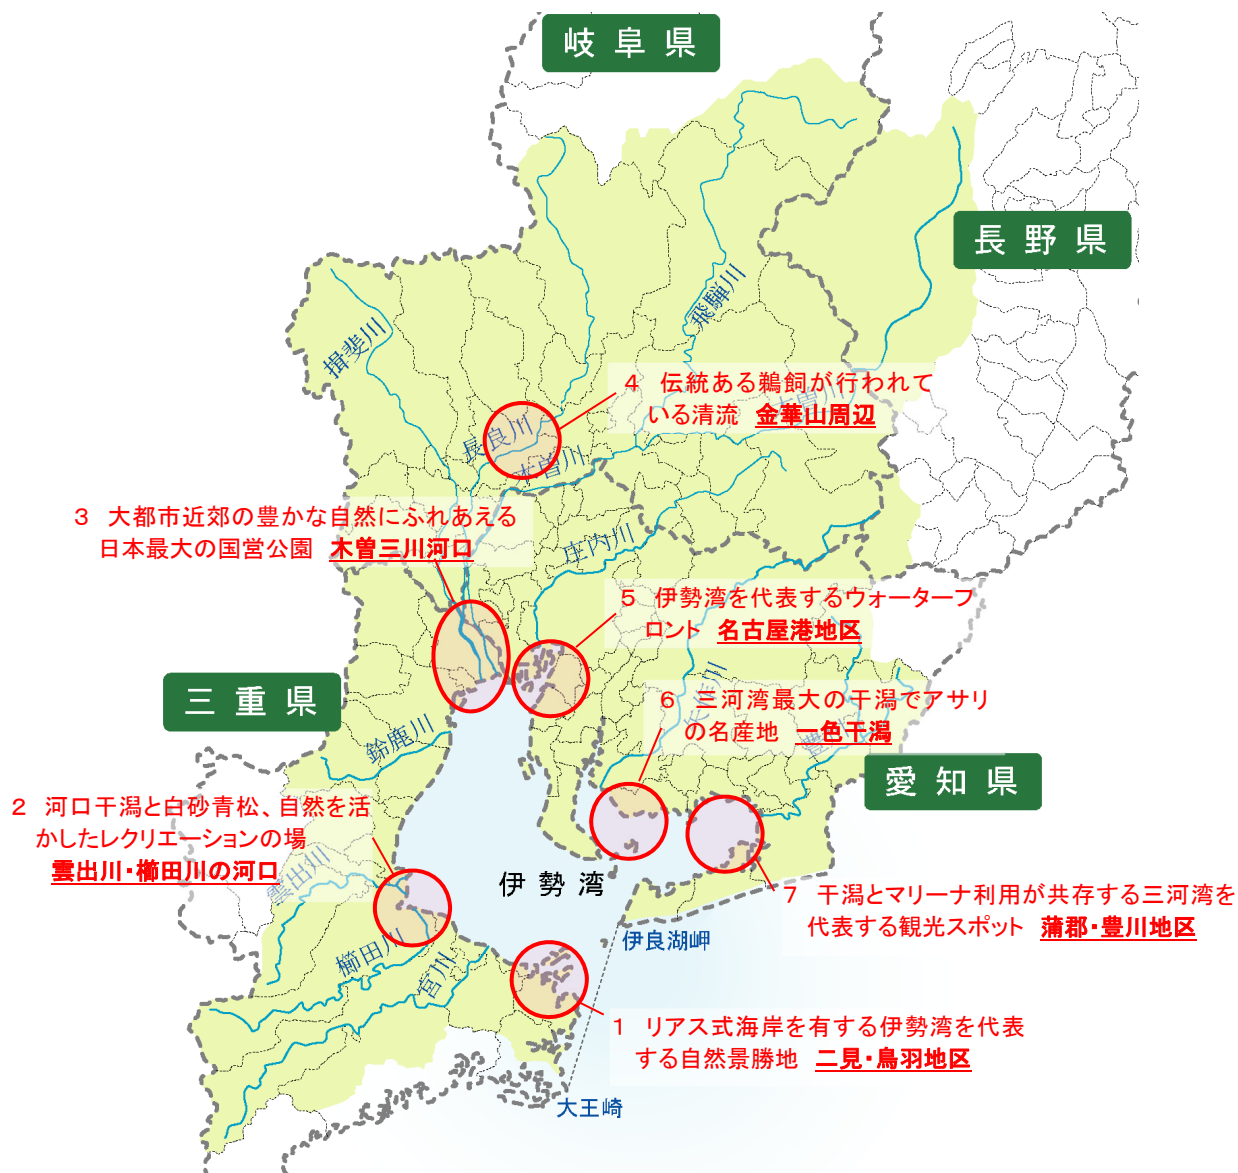 岐阜県
長野県
飛騨川
揖斐川
4 伝統ある鵜飼が行われて
いる清流 金華山周辺
木曽川
長良川
木曽川
3 大都市近郊の豊かな自然にふれあえる
日本最大の国営公園 木曽三川河口
庄内川
5 伊勢湾を代表するウォーターフ
ロント 名古屋港地区
三重県
6 三河湾最大の干潟でアサリ
の名産地 一色干潟
矢作川
豊川
鈴鹿川
愛知県
2 河口干潟と白砂青松、自然を活
かしたレクリエーションの場
雲出川・櫛田川の河口
雲出川
伊勢湾
7 干潟とマリーナ利用が共存する三河湾を
代表する観光スポット 蒲郡・豊川地区
伊良湖岬
櫛田川
宮川
1 リアス式海岸を有する伊勢湾を代表
する自然景勝地 二見・鳥羽地区
大王崎